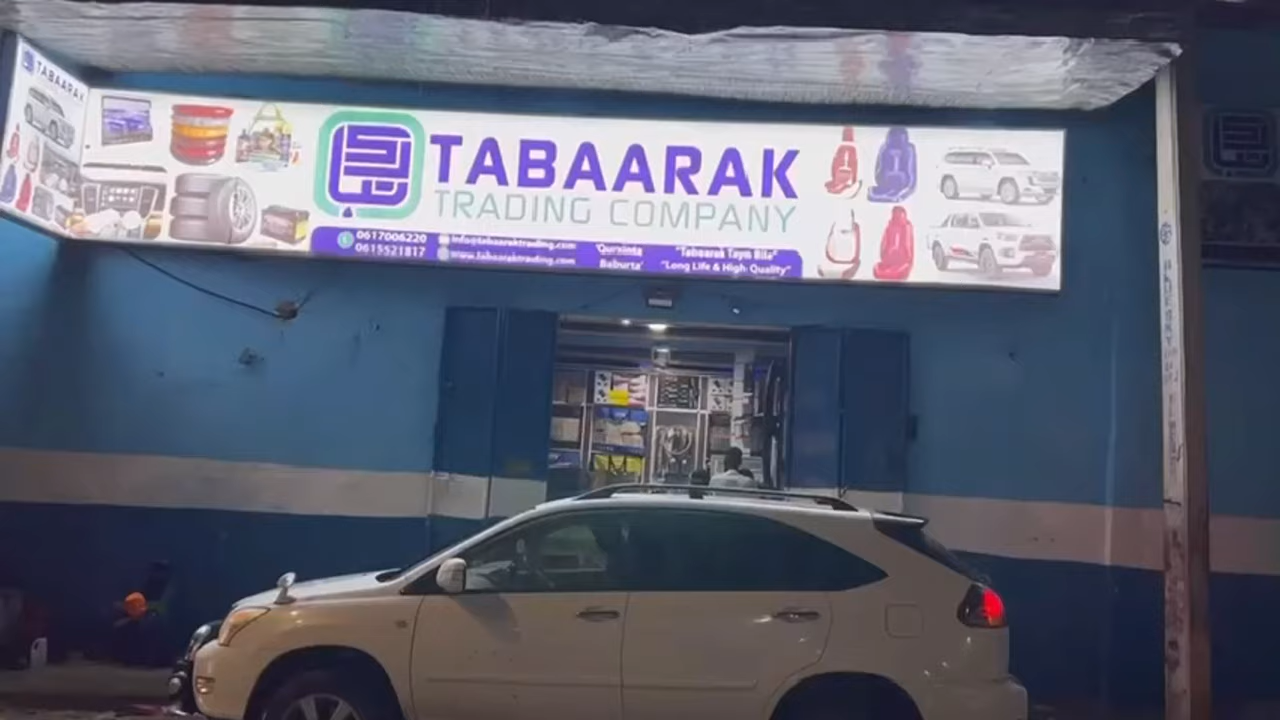 TABAARAK
TABAARAK
TRADING COMPANY
0617006220
0615521817
info@tabaaraktrading.com
www.tabaaraktrading.com
'Qurxinta
Baburta'
"Tabaarak Tayo Bila"
"Long Life & High Quality"